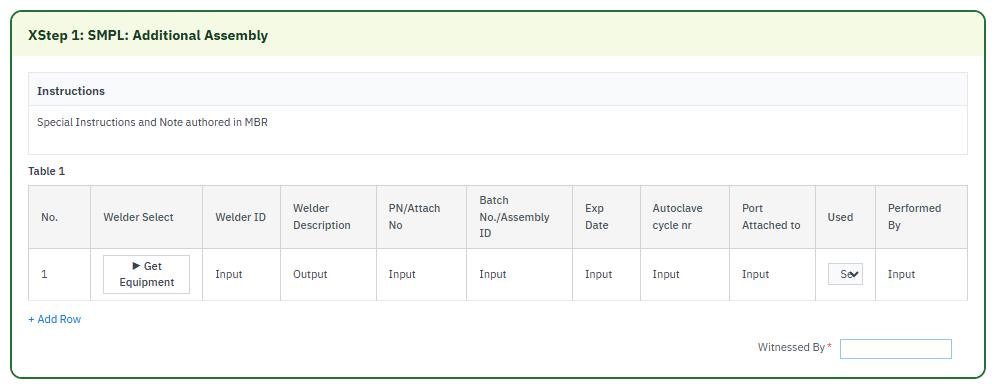 XStep 1: SMPL: Additional Assembly
Instructions
Special Instructions and Note authored in MBR
Table 1
No.
Welder Select
Welder ID
Welder
Description
PN/Attach
No
Batch
No./Assembly
ID
Exp
Date
Autoclave
cycle nr
Port
Attached to
Used
Performed
By
1
▶ Get
Equipment
Input
Output
Input
Input
Input
Input
Input
Input
+ Add Row
Witnessed By *